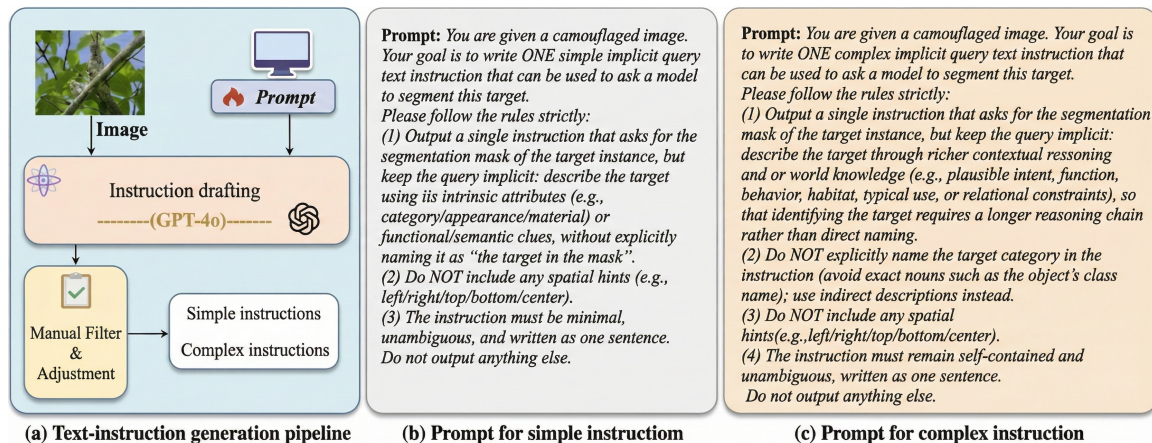 Image
Prompt
Instruction drafting
--------(GPT-4o)-------
Manual Filter
&
Adjustment
Simple instructions
Complex instructions
(a) Text-instruction generation pipeline
Prompt: You are given a camouflaged image.
Your goal is to write ONE simple implicit query
text instruction that can be used to ask a model
to segment this target.
Please follow the rules strictly:
(1) Output a single instruction that asks for the
segmentation mask of the target instance, but
keep the query implicit: describe the target
using iis intrinsic attributes (e.g.,
category/appearance/material) or
functional/semantic clues, without explicitly
naming it as “the target in the mask”.
(2) Do NOT include any spatial hints (e.g.,
left/right/top/bottom/center).
(3) The instruction must be minimal,
unambiguous, and written as one sentence.
Do not output anything else.
(b) Prompt for simple instructiom
Prompt: You are given a camouflaged image. Your goal
is to write ONE complex implicit query text instruction that
can be used to ask a model to segment this target.
Please follow the rules strictly:
(1) Output a single instruction that asks for the segmentation
mask of the target instance, but keep the query implicit:
describe the target through richer contextual reossoning
and or world knowledge (e.g., plausible intent, function,
behavior, habitat, typical use, or relational constraints), so
that identifying the target requires a longer reasoning chain
rather than direct naming.
(2) Do NOT explicitly name the target category in the
instruction (avoid exact nouns such as the object’s class
name); use indirect descriptions instead.
(3) Do NOT include any spatial
hints(e.g.,left/right/top/bottom/center).
(4) The instruction must remain self-contained and
unambiguous, written as one sentence.
Do not output anything else.
(c) Prompt for complex instruction